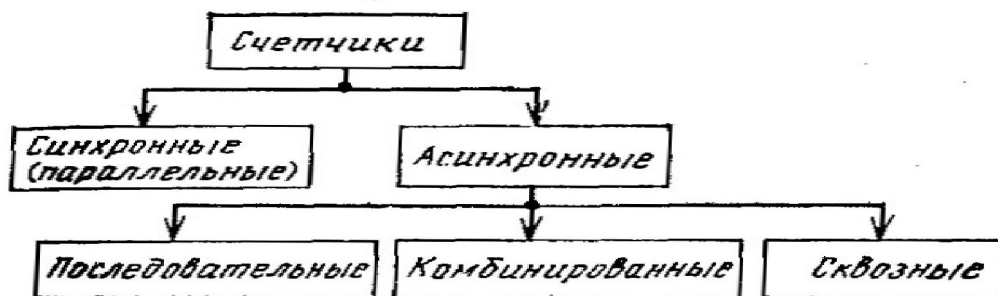 Счетчики
Синхронные
(параллельные)
Асинхронные
Последовательные
Комбинированные
Сквозные